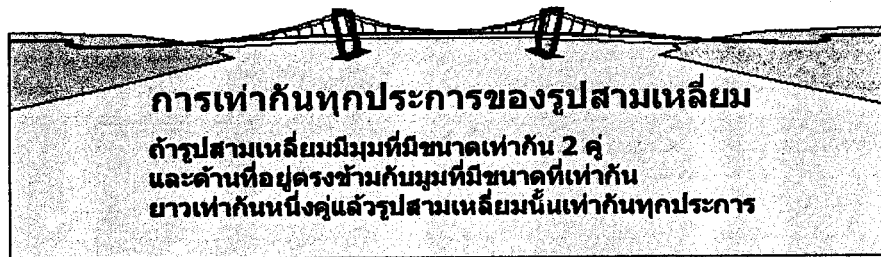 การเท่ากันทุกประการของรูปสามเหลี่ยม
ถ้ารูปสามเหลี่ยมมีมุมที่มีขนาดเท่ากัน 2 คู่
และด้านที่อยู่ตรงข้ามกับมุมที่มีขนาดที่เท่ากัน
ยาวเท่ากันหนึ่งคู่แล้วรูปสามเหลี่ยมนั้นเท่ากันทุกประการ